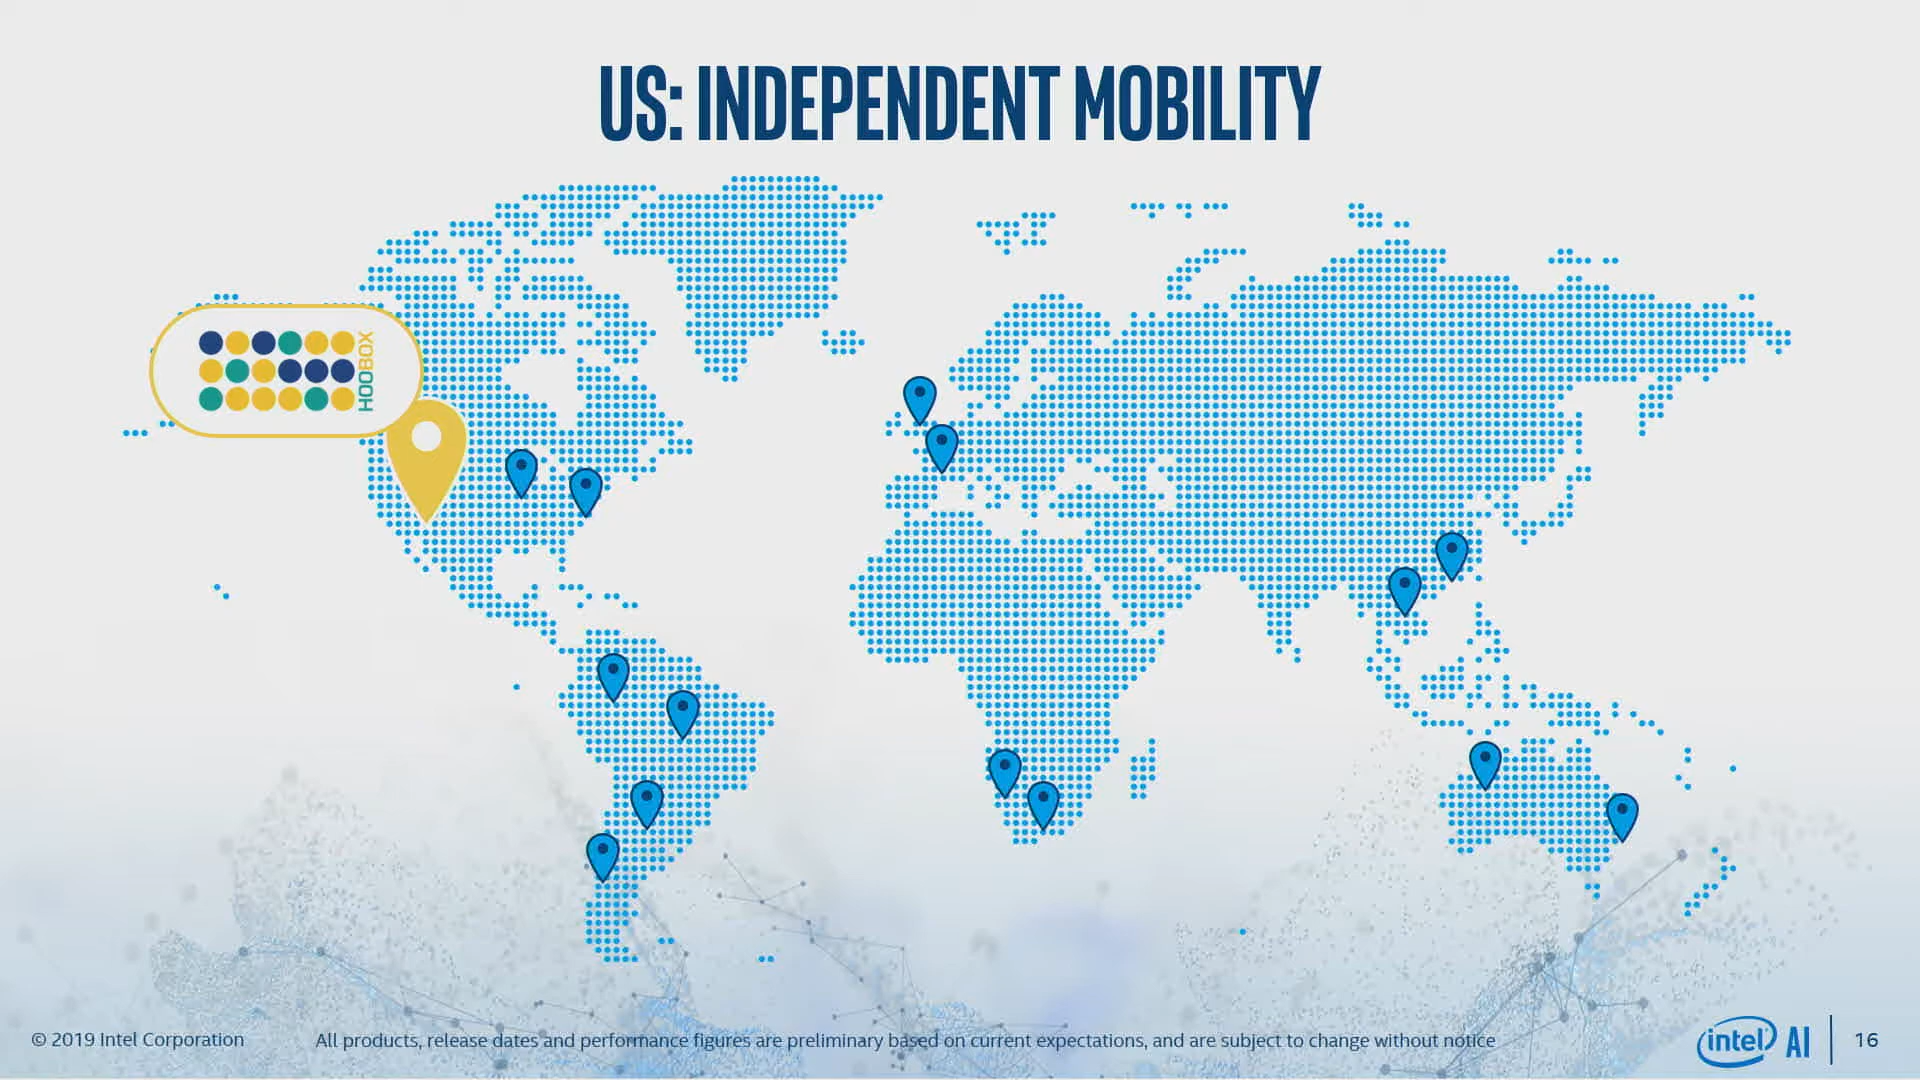 US: INDEPENDENT MOBILITY
HOOBOX
© 2019 Intel Corporation
All products, release dates and performance figures are preliminary based on current expectations, and are subject to change without notice
intel AI
16